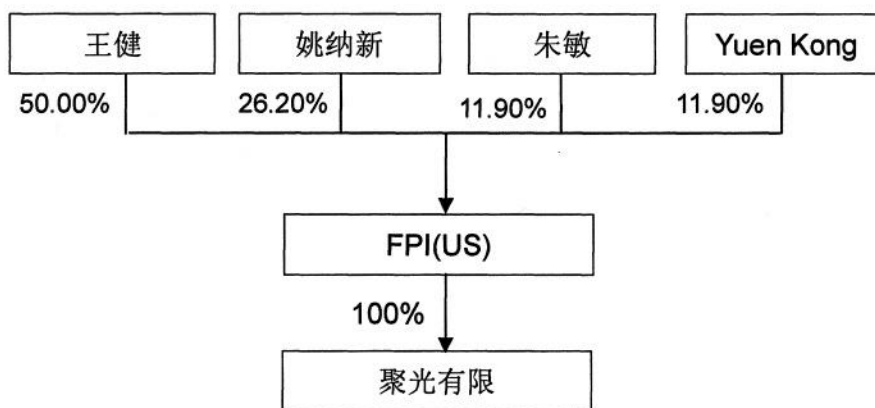 王健
姚纳新
朱敏
Yuen Kong
50.00%
26.20%
11.90%
11.90%
FPI(US)
100%
聚光有限